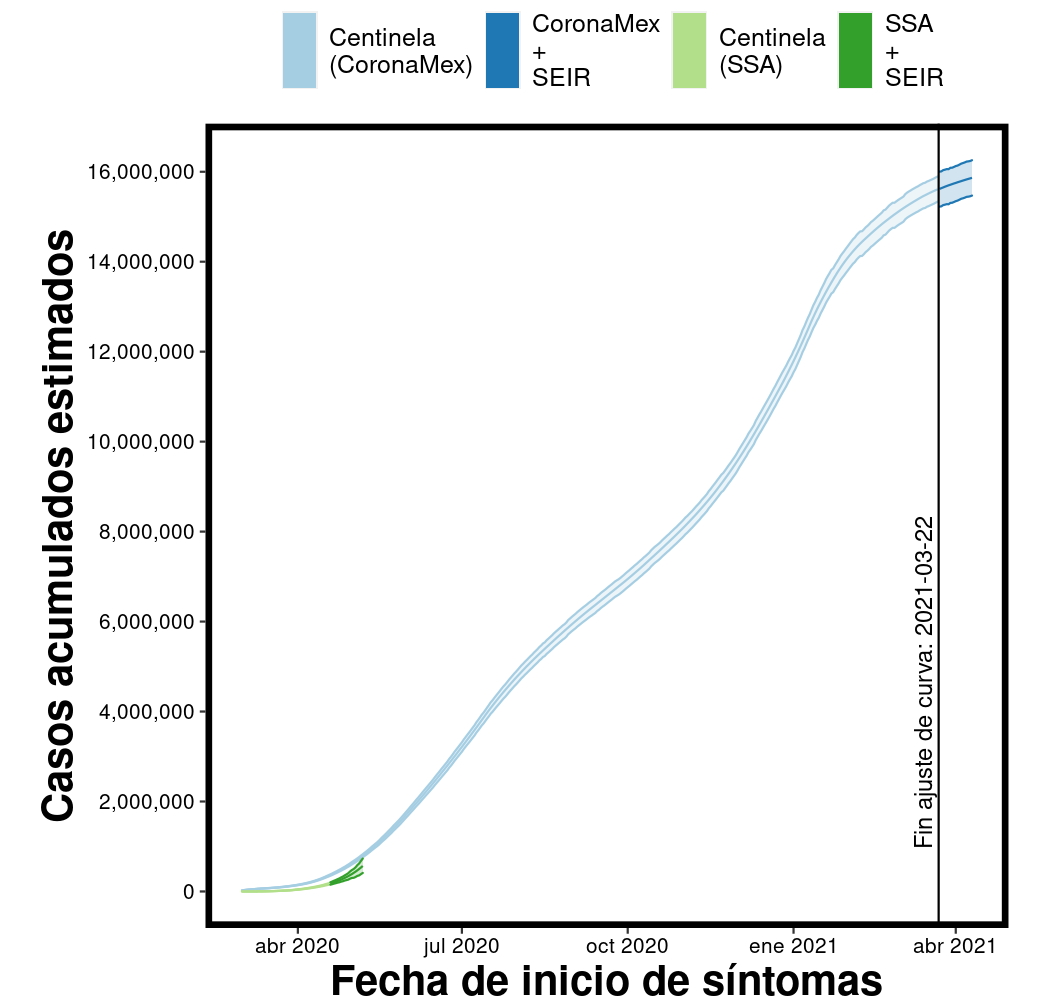 Centinela
(CoronaMex)
CoronaMex
+
SEIR
Centinela
(SSA)
SSA
+
SEIR
Casos acumulados estimados
16,000,000
14,000,000
12,000,000
10,000,000
8,000,000
6,000,000
4,000,000
2,000,000
0
Fin ajuste de curva: 2021-03-22
abr 2020
jul 2020
oct 2020
ene 2021
abr 2021
Fecha de inicio de síntomas